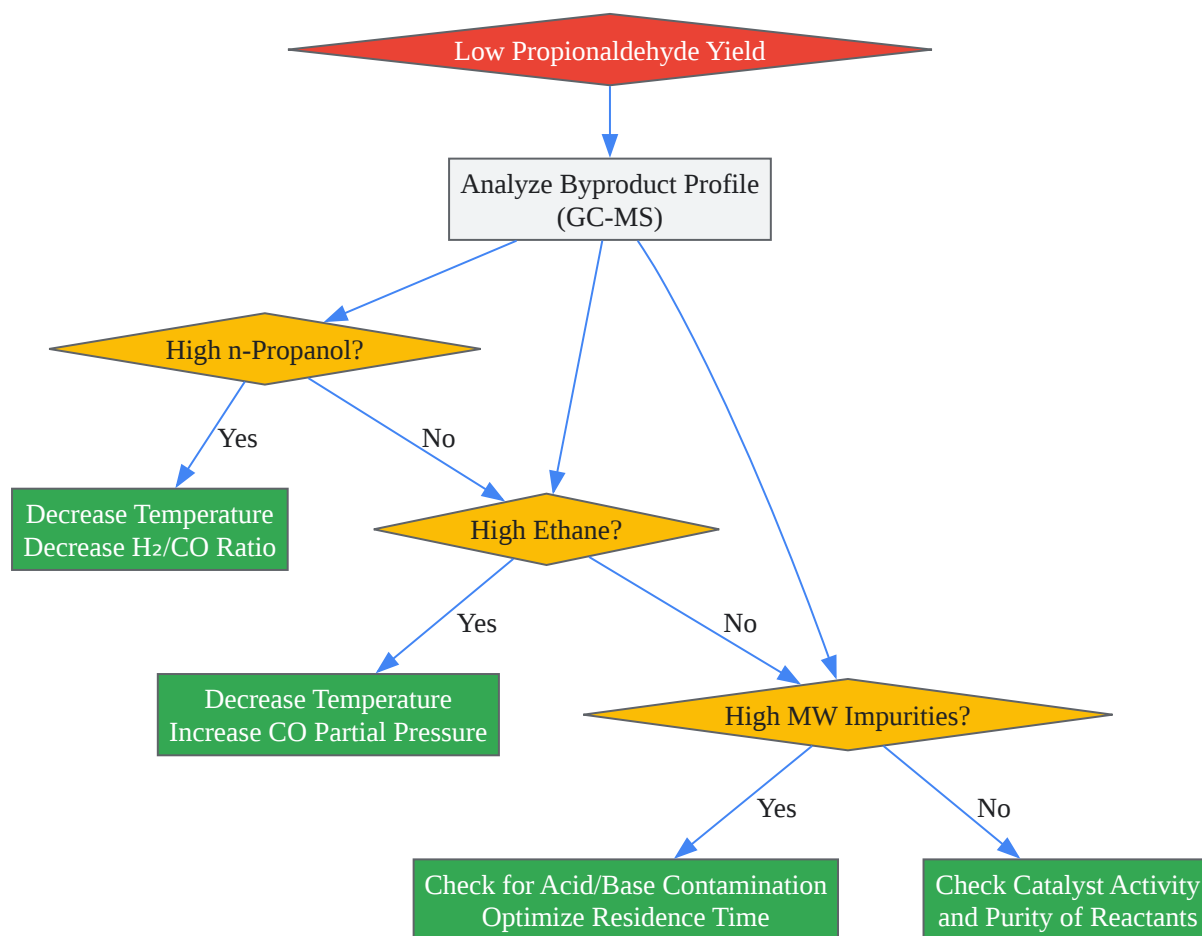 Low Propionaldehyde Yield
Analyze Byproduct Profile
(GC-MS)
High n-Propanol?
Yes
No
Decrease Temperature
Decrease H₂/CO Ratio
High Ethane?
Yes
No
Decrease Temperature
Increase CO Partial Pressure
High MW Impurities?
Yes
No
Check for Acid/Base Contamination
Optimize Residence Time
Check Catalyst Activity
and Purity of Reactants